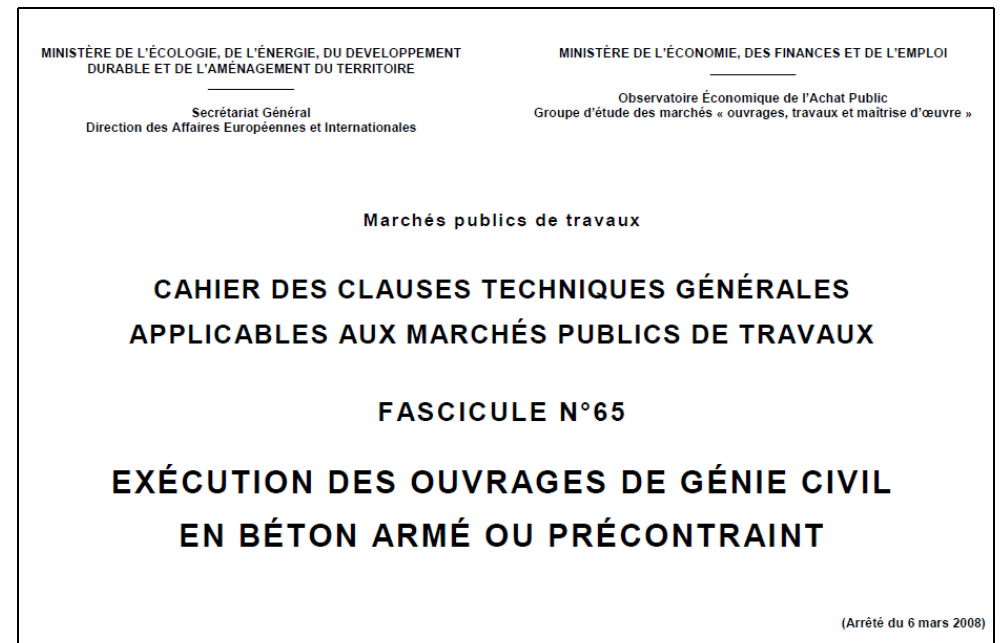 MINISTÈRE DE L'ÉCOLOGIE, DE L'ÉNERGIE, DU DEVELOPPEMENT
DURABLE ET DE L'AMÉNAGEMENT DU TERRITOIRE
Secrétariat Général
Direction des Affaires Européennes et Internationales
MINISTÈRE DE L'ÉCONOMIE, DES FINANCES ET DE L'EMPLOI
Observatoire Économique de l'Achat Public
Groupe d'étude des marchés « ouvrages, travaux et maîtrise d'œuvre »
Marchés publics de travaux
CAHIER DES CLAUSES TECHNIQUES GÉNÉRALES
APPLICABLES AUX MARCHÉS PUBLICS DE TRAVAUX
FASCICULE N°65
EXÉCUTION DES OUVRAGES DE GÉNIE CIVIL
EN BÉTON ARMÉ OU PRÉCONTRAINT
(Arrêté du 6 mars 2008)